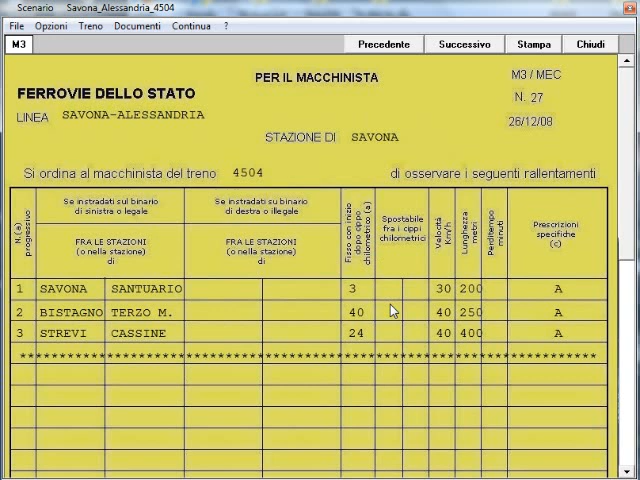 Scenario Savona_Alessandria_4504
File Opzioni Treno Documenti Continua ?
M3 Precedente Successivo Stampa Chiudi
PER IL MACCHINISTA
M3 / MEC
FERROVIE DELLO STATO
N. 27
LINEA SAVONA-ALESSANDRIA
26/12/08
STAZIONE DI SAVONA
Si ordina al macchinista del treno 4504 di osservare i seguenti rallentamenti
N.(a) progressivo
Se instradati sul binario di sinistra o legale
FRA LE STAZIONI (o nella stazione) di
Se instradati su binario di destra o illegale
FRA LE STAZIONI (o nella stazione) di
Fisso con inizio dopo cippo chilometrico (a)
Spostabile fra i cippi chilometrici
Velocità Km/h
Lunghezza metri
Perditempo minuti
Prescrizioni specifiche (c)
1 SAVONA SANTUARIO 3 30 200 A
2 BISTAGNO TERZO M. 40 40 250 A
3 STREVI CASSINE 24 40 400 A